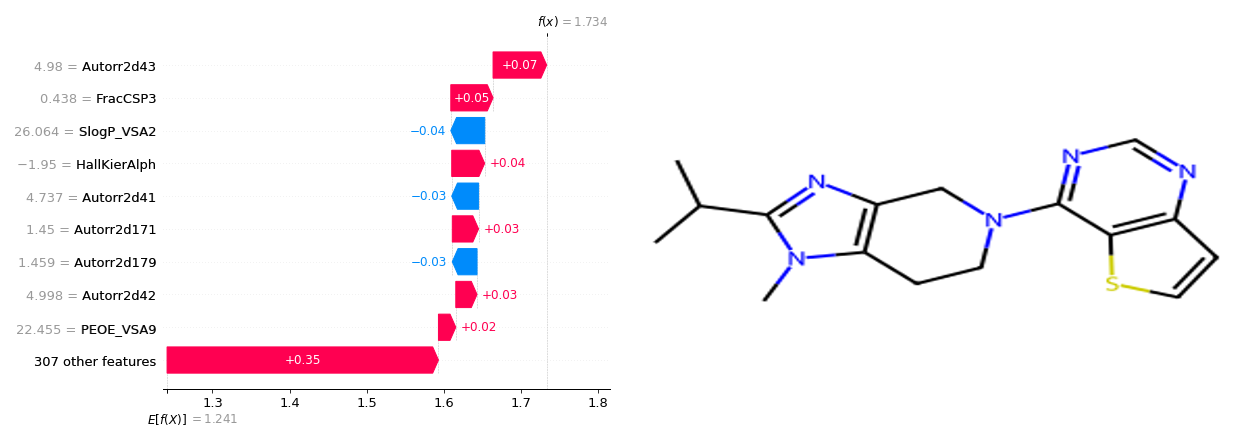 f(x) = 1.734
4.98 = Autorr2d43
+0.07
0.438 = FracCSP3
+0.05
26.064 = SlogP_VSA2
−0.04
−1.95 = HallKierAlph
+0.04
4.737 = Autorr2d41
−0.03
1.45 = Autorr2d171
+0.03
1.459 = Autorr2d179
−0.03
4.998 = Autorr2d42
+0.03
22.455 = PEOE_VSA9
+0.02
307 other features
+0.35
1.3 1.4 1.5 1.6 1.7 1.8
E[f(X)] = 1.241
N
N
N
N
N
S